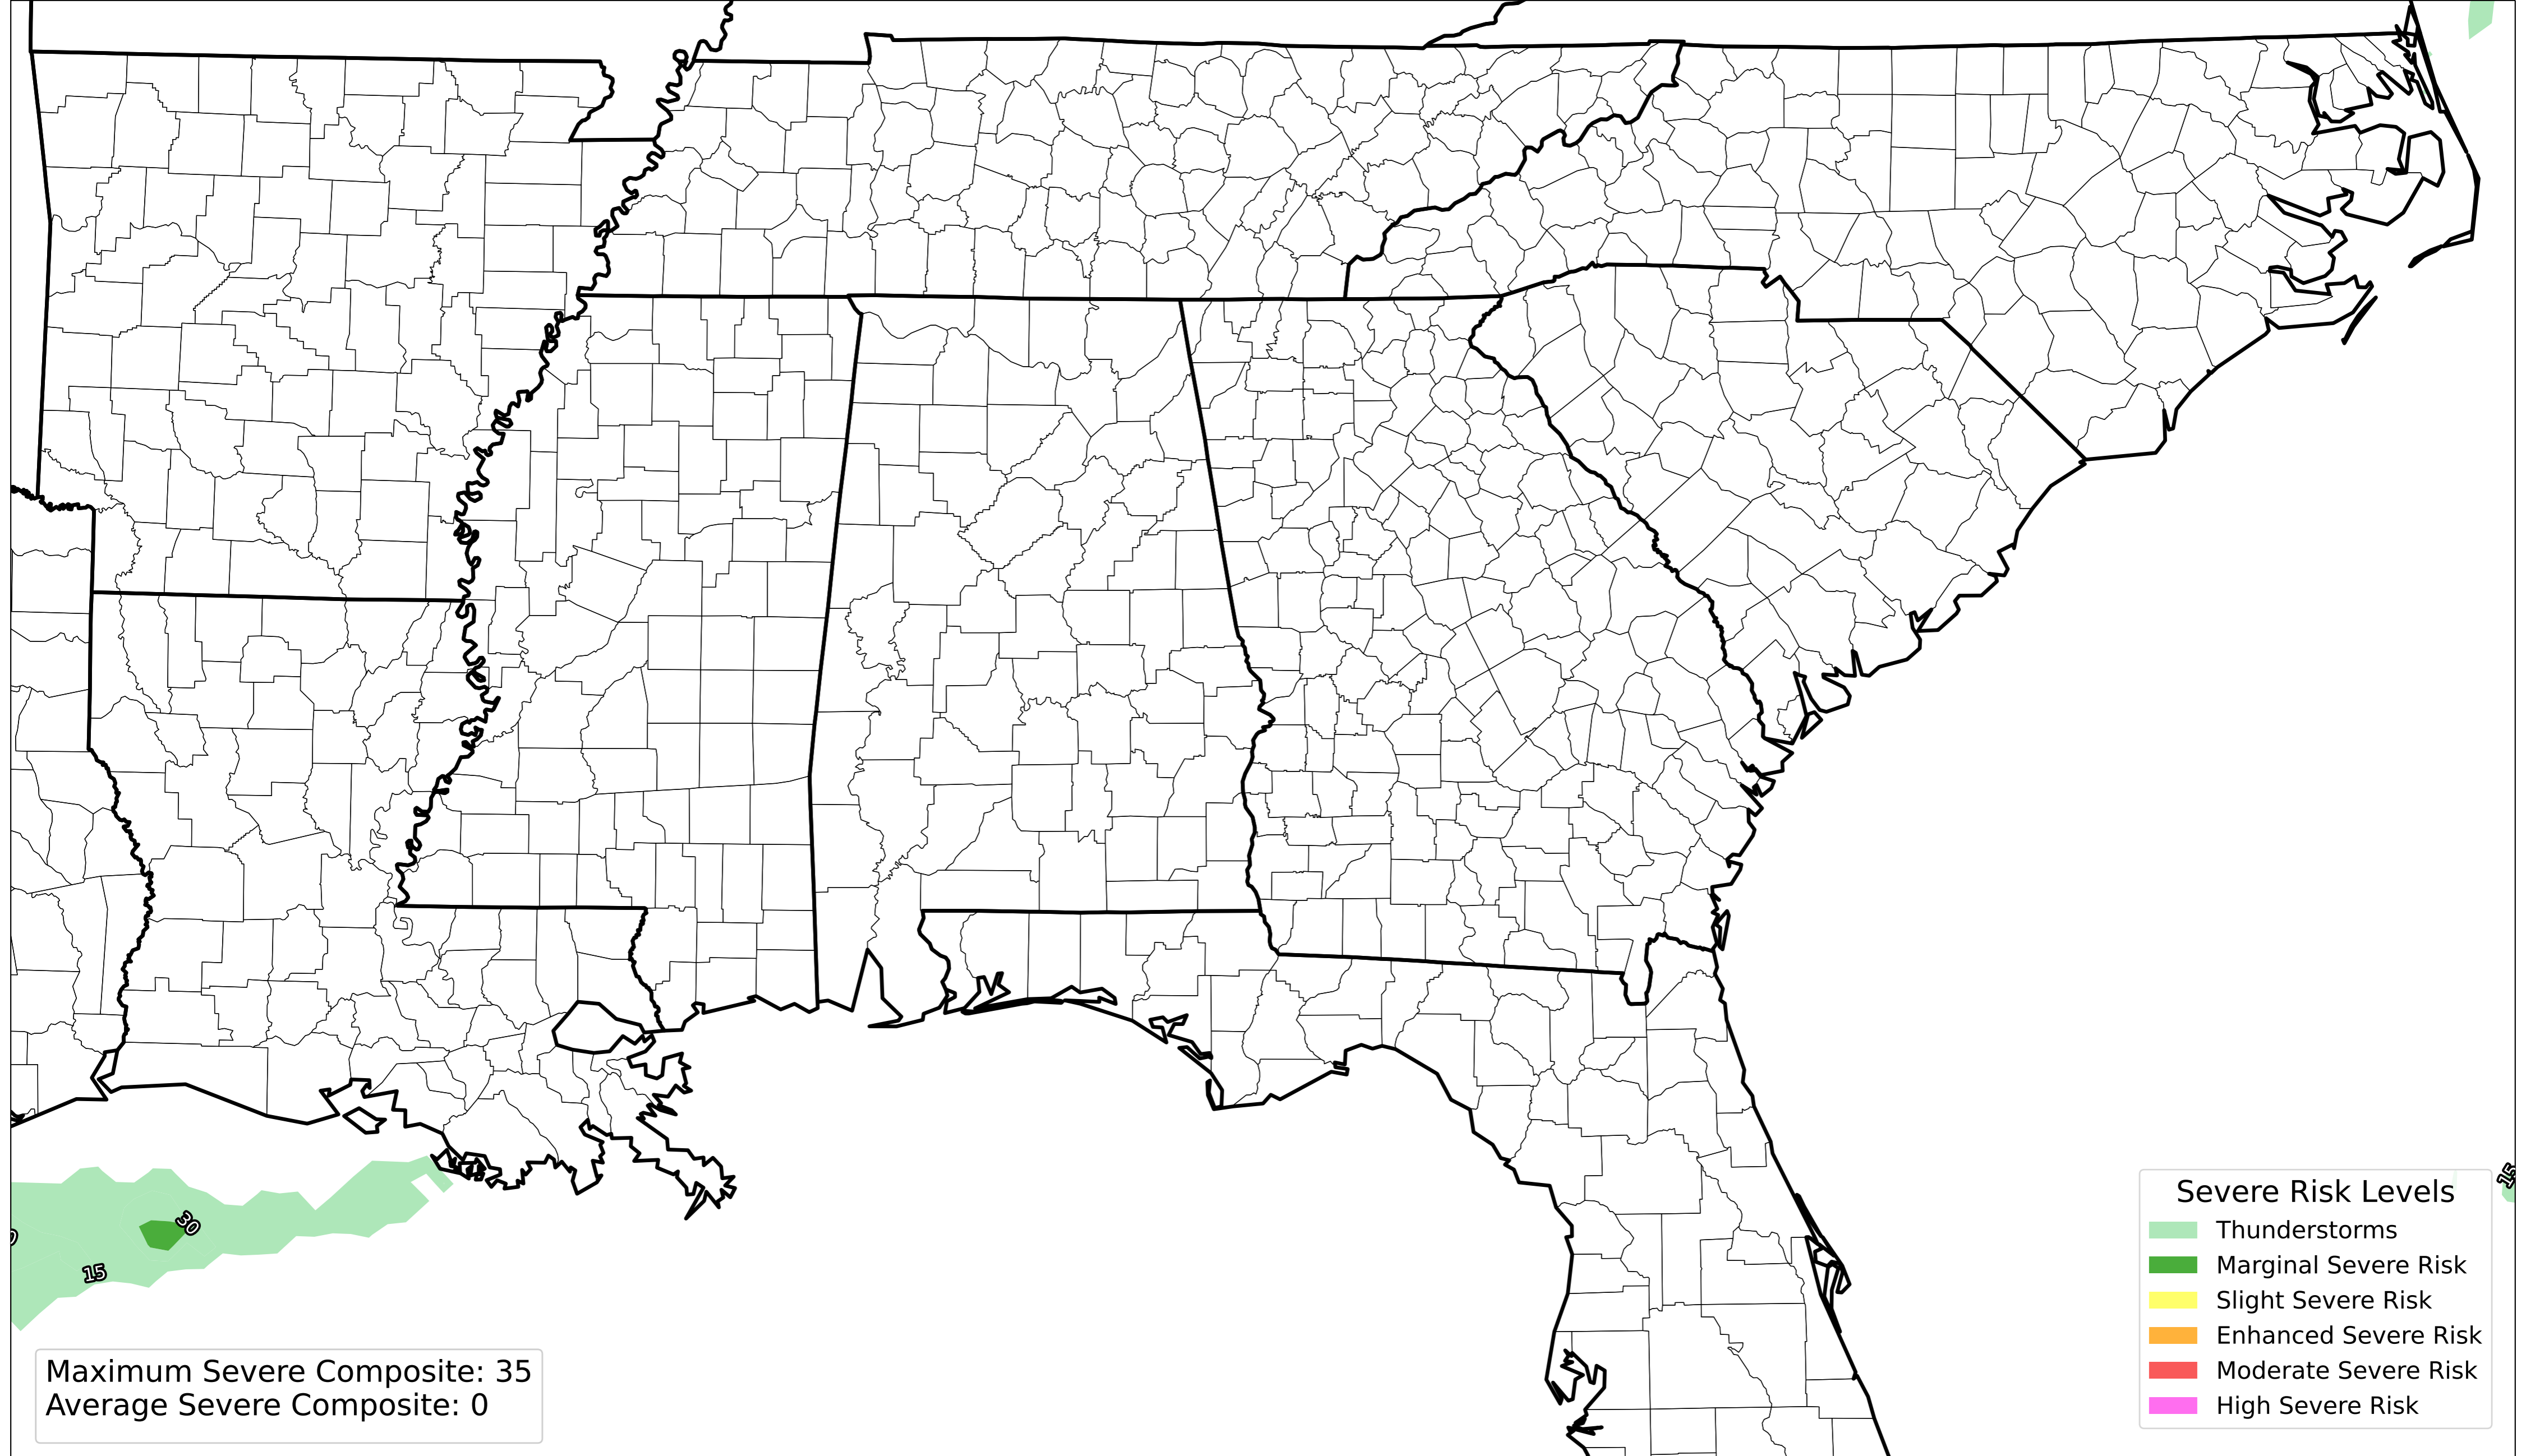 15
30
15
Severe Risk Levels
Thunderstorms
Marginal Severe Risk
Slight Severe Risk
Enhanced Severe Risk
Moderate Severe Risk
High Severe Risk
Maximum Severe Composite: 35
Average Severe Composite: 0